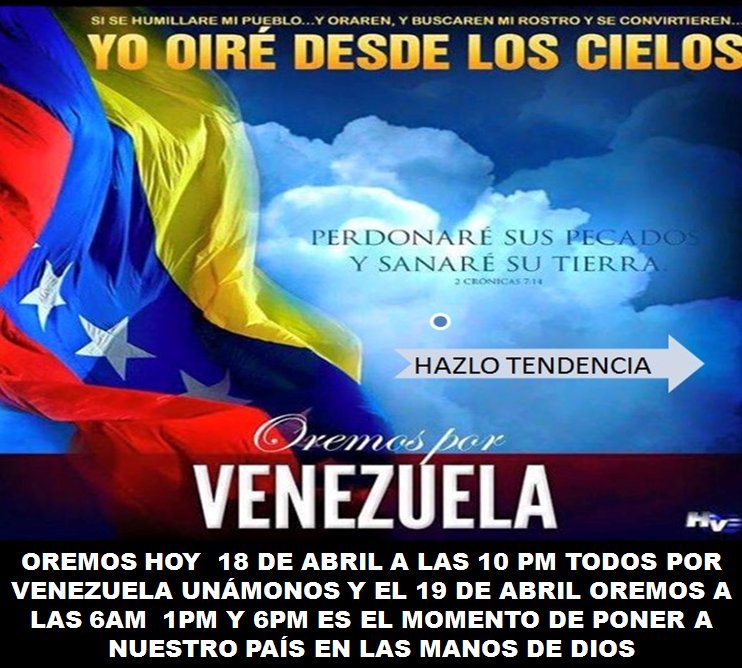 SI SE HUMILLARE MI PUEBLO...Y ORAREN, Y BUSCAREN MI ROSTRO Y SE CONVIRTIEREN...
YO OIRÉ DESDE LOS CIELOS
PERDONARÉ SUS PECADOS
Y SANARÉ SU TIERRA.
2 CRÓNICAS 7:14
HAZLO TENDENCIA
Oremos por
VENEZUELA
HV
OREMOS HOY 18 DE ABRIL A LAS 10 PM TODOS POR
VENEZUELA UNÁMONOS Y EL 19 DE ABRIL OREMOS A
LAS 6AM 1PM Y 6PM ES EL MOMENTO DE PONER A
NUESTRO PAÍS EN LAS MANOS DE DIOS